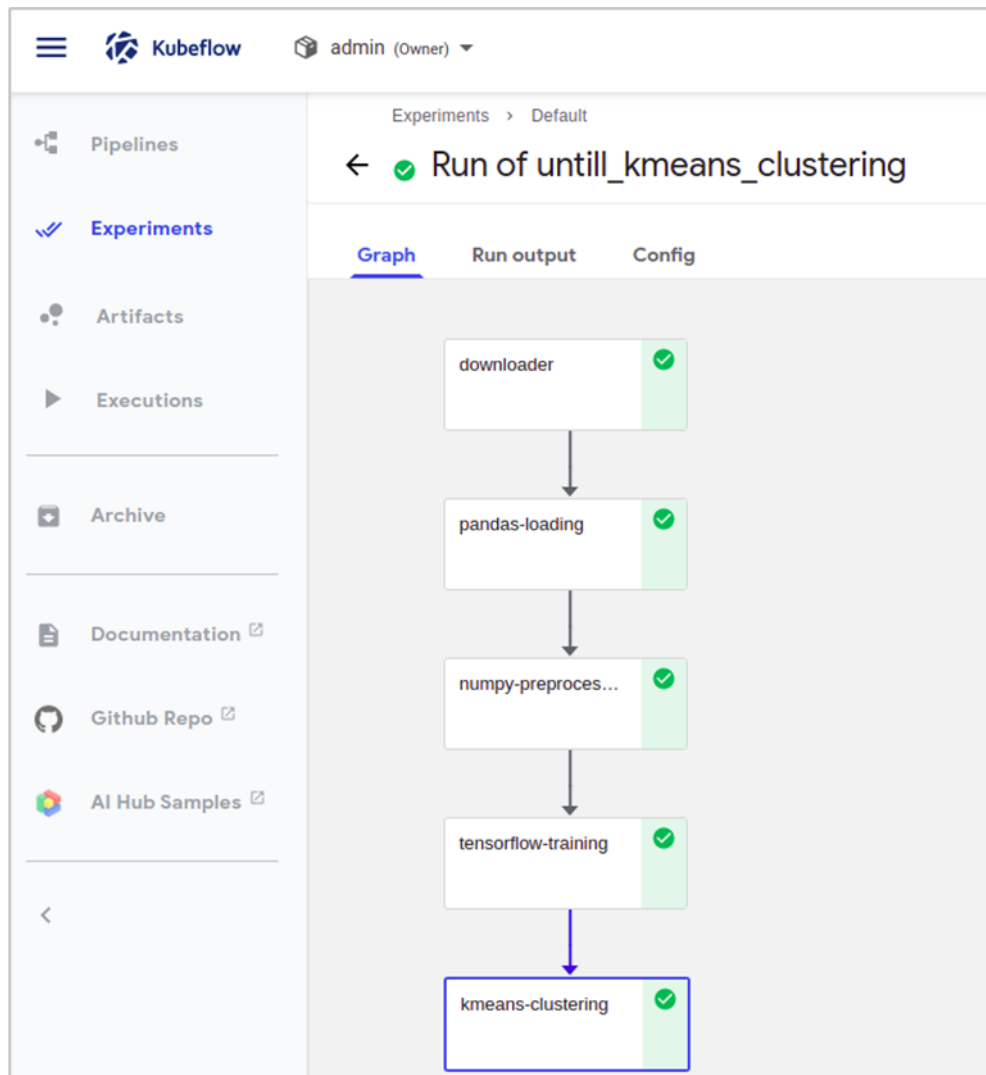 Kubeflow
admin (Owner)
Pipelines
Experiments
Artifacts
Executions
Archive
Documentation
Github Repo
AI Hub Samples
Experiments > Default
Run of untill_kmeans_clustering
Graph Run output Config
downloader
pandas-loading
numpy-preproces...
tensorflow-training
kmeans-clustering